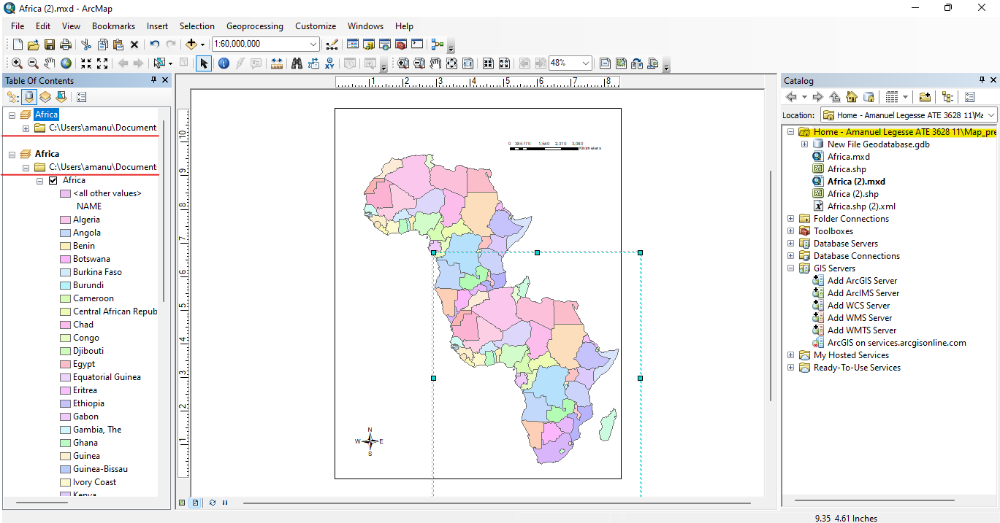 Africa (2).mxd - ArcMap
File Edit View Bookmarks Insert Selection Geoprocessing Customize Windows Help
1:60,000,000
1:1
48%
Table Of Contents
Africa
C:\Users\amanu\Document
Africa
C:\Users\amanu\Document
Africa
<all other values>
NAME
Algeria
Angola
Benin
Botswana
Burkina Faso
Burundi
Cameroon
Central African Repub
Chad
Congo
Djibouti
Egypt
Equatorial Guinea
Eritrea
Ethiopia
Gabon
Gambia, The
Ghana
Guinea
Guinea-Bissau
Ivory Coast
Kenya
1 2 3 4 5 6 7 8
10
9
8
7
6
5
4
3
2
1
0 385770 1,540 2,310 3,080
Kilometers
N
W E
S
Catalog
Location: Home - Amanuel Legesse ATE 3628 11\Ma
Home - Amanuel Legesse ATE 3628 11\Map_pre
New File Geodatabase.gdb
Africa.mxd
Africa.shp
Africa (2).mxd
Africa (2).shp
Africa.shp (2).xml
Folder Connections
Toolboxes
Database Servers
Database Connections
GIS Servers
Add ArcGIS Server
Add ArcIMS Server
Add WCS Server
Add WMS Server
Add WMTS Server
ArcGIS on services.arcgisonline.com
My Hosted Services
Ready-To-Use Services
9.35 4.61 Inches